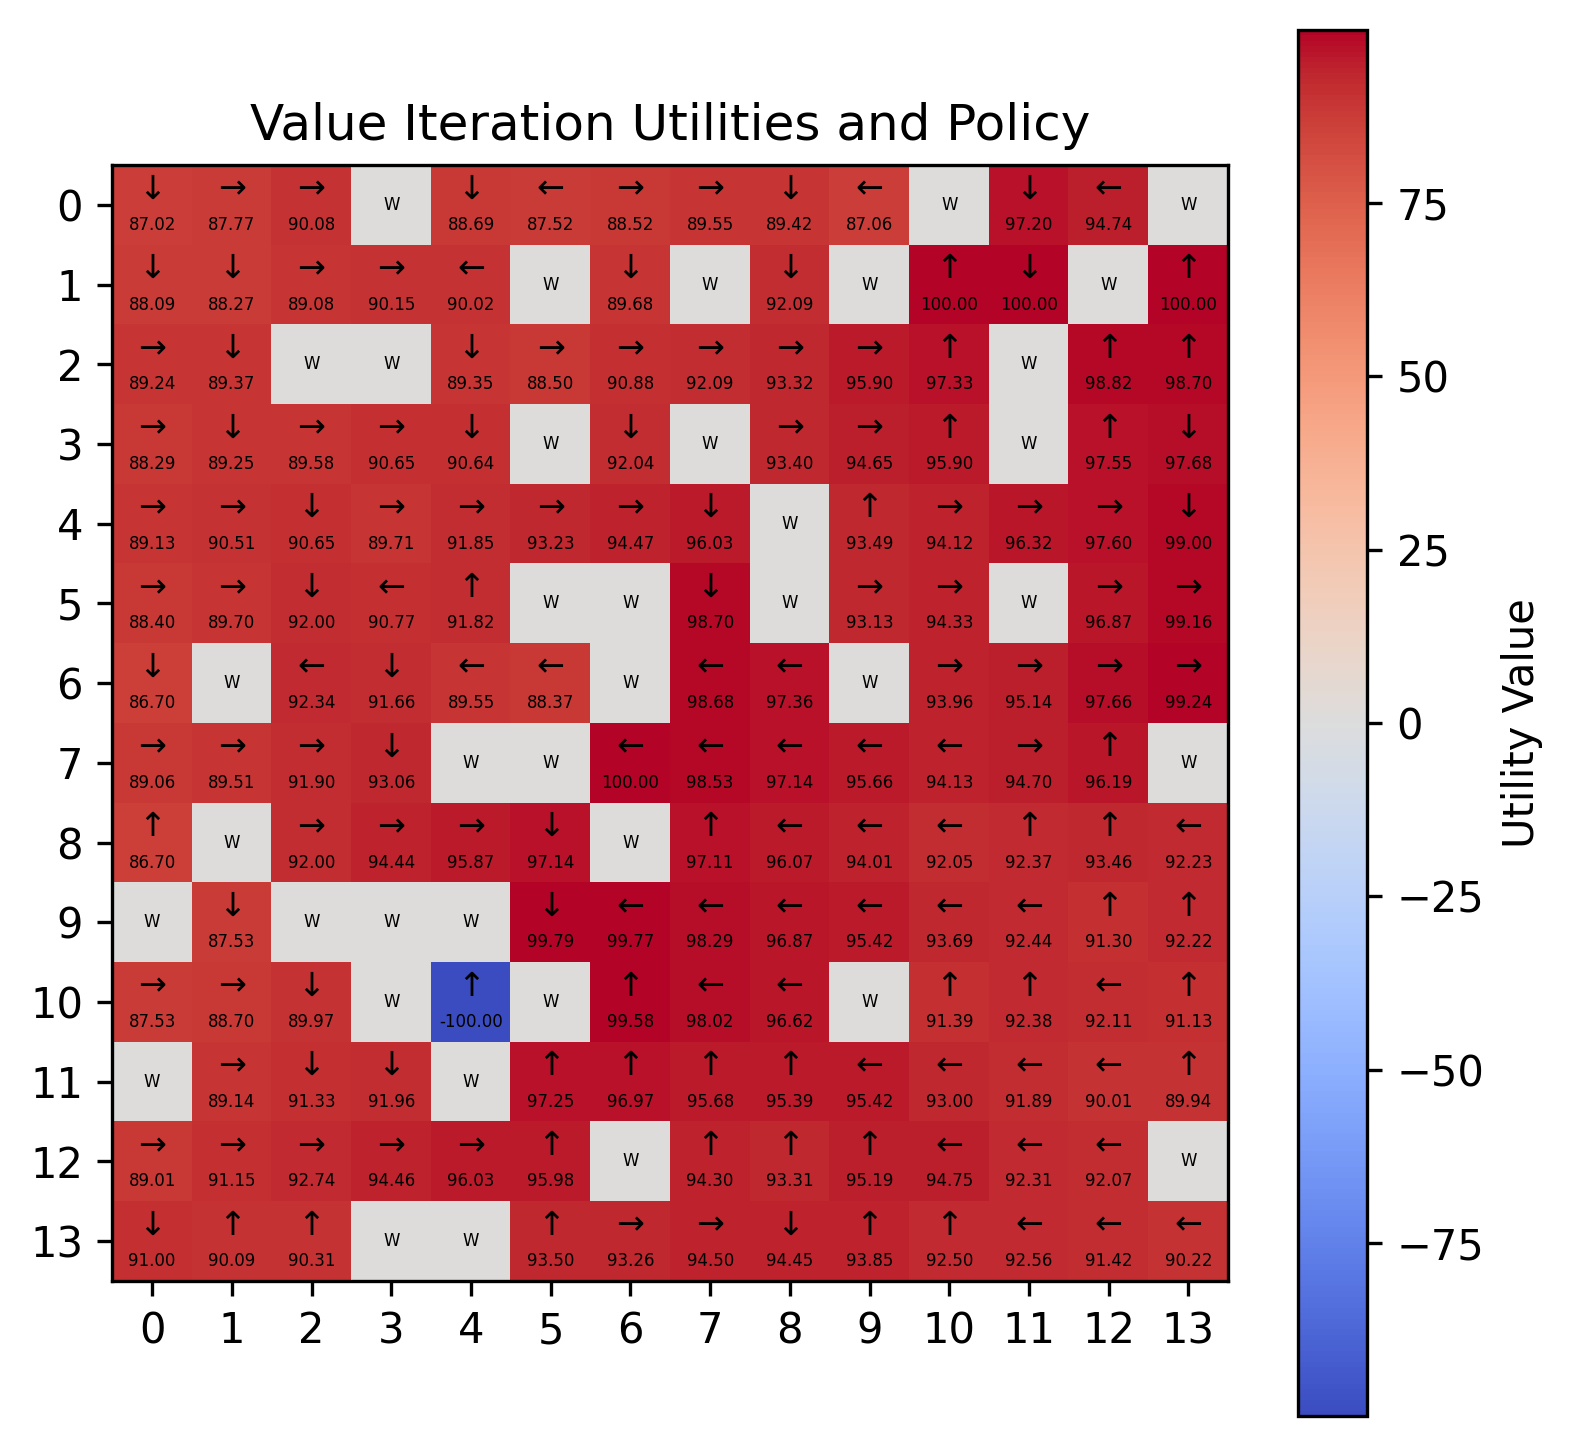 Value Iteration Utilities and Policy
0 ↓ → → W ↓ ← → → ↓ ← W ↓ ← W
87.02 87.77 90.08 88.69 87.52 88.52 89.55 89.42 87.06 97.20 94.74
1 ↓ ↓ → → ← W ↓ W ↓ W ↑ ↓ W ↑
88.09 88.27 89.08 90.15 90.02 89.68 92.09 100.00 100.00 100.00
2 → ↓ W W ↓ → → → → → ↑ W ↑ ↑
89.24 89.37 89.35 88.50 90.88 92.09 93.32 95.90 97.33 98.82 98.70
3 → ↓ → → ↓ W ↓ W → → ↑ W ↑ ↓
88.29 89.25 89.58 90.65 90.64 92.04 93.40 94.65 95.90 97.55 97.68
4 → → ↓ → → → → ↓ W ↑ → → → ↓
89.13 90.51 90.65 89.71 91.85 93.23 94.47 96.03 93.49 94.12 96.32 97.60 99.00
5 → → ↓ ← ↑ W W ↓ W → → W → →
88.40 89.70 92.00 90.77 91.82 98.70 93.13 94.33 96.87 99.16
6 ↓ W ← ↓ ← ← W ← ← W → → → →
86.70 92.34 91.66 89.55 88.37 98.68 97.36 93.96 95.14 97.66 99.24
7 → → → ↓ W W ← ← ← ← ← → ↑ W
89.06 89.51 91.90 93.06 100.00 98.53 97.14 95.66 94.13 94.70 96.19
8 ↑ W → → → ↓ W ↑ ← ← ← ↑ ↑ ←
86.70 92.00 94.44 95.87 97.14 97.11 96.07 94.01 92.05 92.37 93.46 92.23
9 W ↓ W W W ↓ ← ← ← ← ← ← ↑ ↑
87.53 99.79 99.77 98.29 96.87 95.42 93.69 92.44 91.30 92.22
10 → → ↓ W ↑ W ↑ ← ← W ↑ ↑ ← ↑
87.53 88.70 89.97 -100.00 99.58 98.02 96.62 91.39 92.38 92.11 91.13
11 W → ↓ ↓ W ↑ ↑ ↑ ↑ ← ← ← ← ↑
89.14 91.33 91.96 97.25 96.97 95.68 95.39 95.42 93.00 91.89 90.01 89.94
12 → → → → → ↑ W ↑ ↑ ↑ ← ← ← W
89.01 91.15 92.74 94.46 96.03 95.98 94.30 93.31 95.19 94.75 92.31 92.07
13 ↓ ↑ ↑ W W ↑ → → ↓ ↑ ↑ ← ← ←
91.00 90.09 90.31 93.50 93.26 94.50 94.45 93.85 92.50 92.56 91.42 90.22
0 1 2 3 4 5 6 7 8 9 10 11 12 13
75
50
25
0
−25
−50
−75
Utility Value